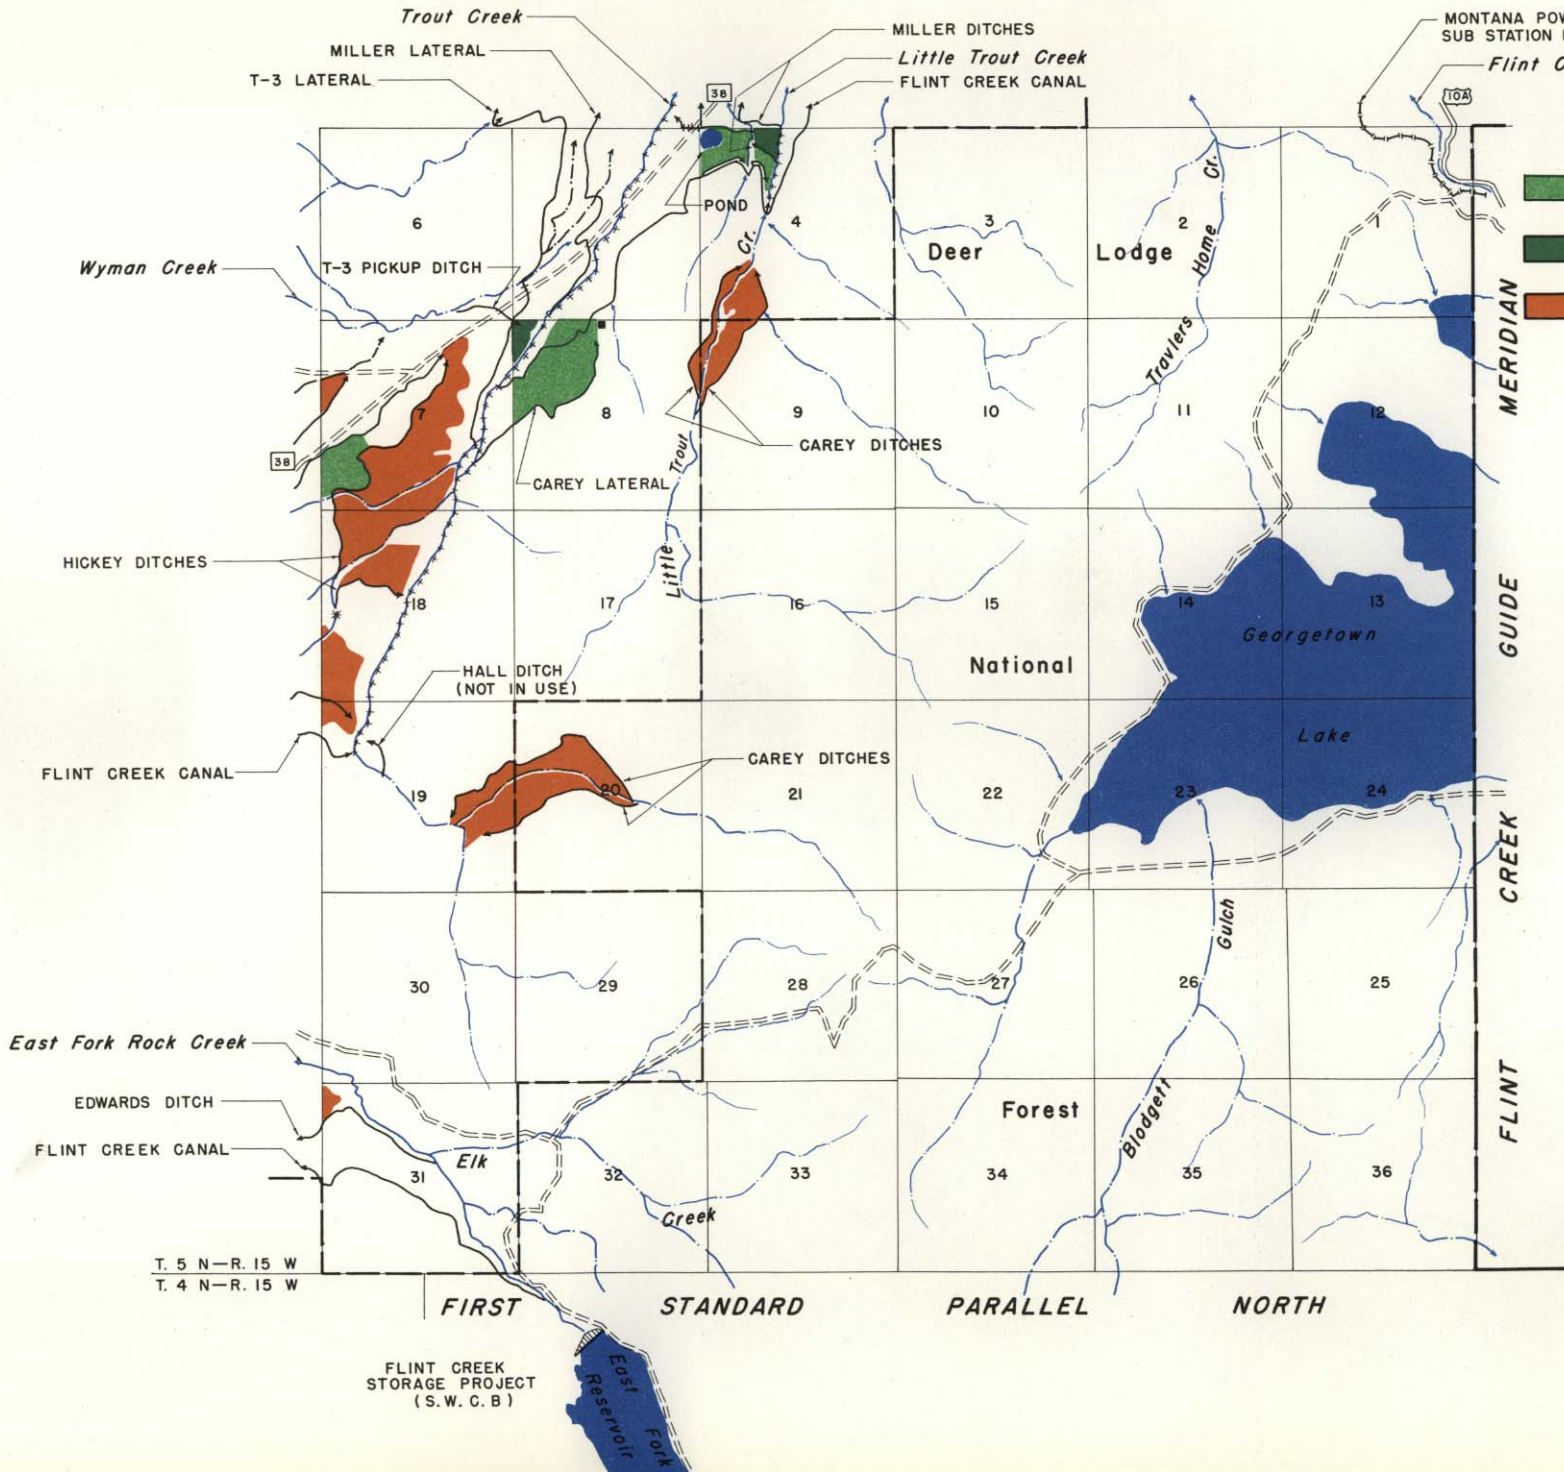 Trout Creek
MILLER LATERAL
T-3 LATERAL
MILLER DITCHES
Little Trout Creek
FLINT CREEK CANAL
MONTANA
SUB STATION
Flint
38
10A
POND
6
4
3
2
1
Deer Lodge
Cr.
Travlers Home Cr.
Wyman Creek
T-3 PICKUP DITCH
MERIDIAN
7
8
9
10
11
12
38
CAREY DITCHES
CAREY LATERAL
Little Trout
HICKEY DITCHES
18
17
16
15
14
13
Georgetown
Lake
National
GUIDE
HALL DITCH
(NOT IN USE)
FLINT CREEK CANAL
CAREY DITCHES
19
20
21
22
23
24
CREEK
Gulch
30
29
28
27
26
25
East Fork Rock Creek
EDWARDS DITCH
FLINT CREEK CANAL
Forest
Blodgett
FLINT
Elk
Creek
31
32
33
34
35
36
T. 5 N—R. 15 W
T. 4 N—R. 15 W
FIRST STANDARD PARALLEL NORTH
FLINT CREEK
STORAGE PROJECT
(S.W.C.B)
East Fork
Reservoir